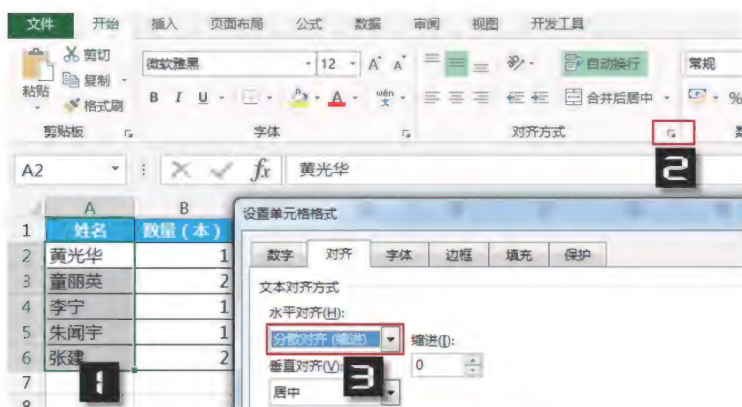 文件 开始 插入 页面布局 公式 数据 审阅 视图 开发工具
剪切
复制
格式刷
粘贴
微软雅黑 12 A A 自动换行 常规
B I U A wén 合并后居中 %
剪贴板 字体 对齐方式 2
A2 fx 黄光华
A B
1 姓名 数量（本）
2 黄光华 1
3 童丽英 2
4 李宁 1
5 朱闻宇 1
6 张建 2
7
8
1
设置单元格格式
数字 对齐 字体 边框 填充 保护
文本对齐方式
水平对齐(H):
分散对齐 (缩进) 缩进(I):
垂直对齐(V): 0
3
居中